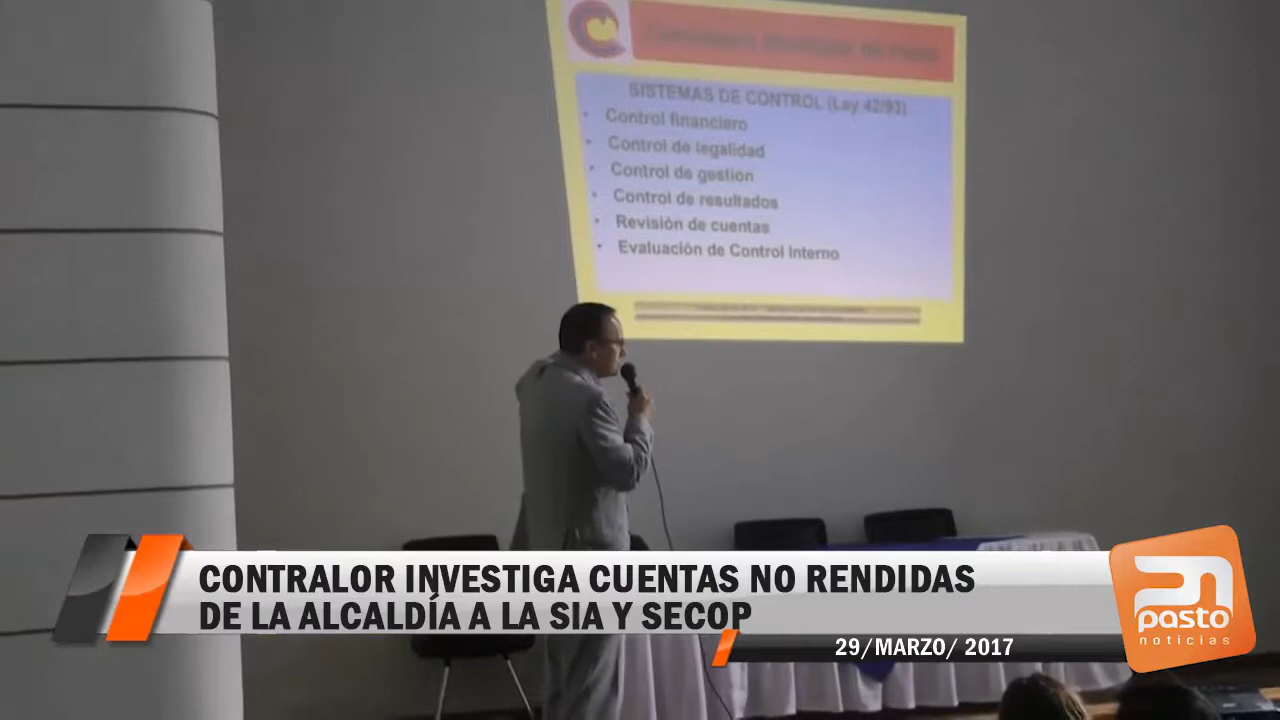 SISTEMAS DE CONTROL (Ley 42/93)
• Control financiero
• Control de legalidad
• Control de gestión
• Control de resultados
• Revisión de cuentas
• Evaluación de Control Interno
CONTRALOR INVESTIGA CUENTAS NO RENDIDAS
DE LA ALCALDÍA A LA SIA Y SECOP
29/MARZO/ 2017
pasto
noticias